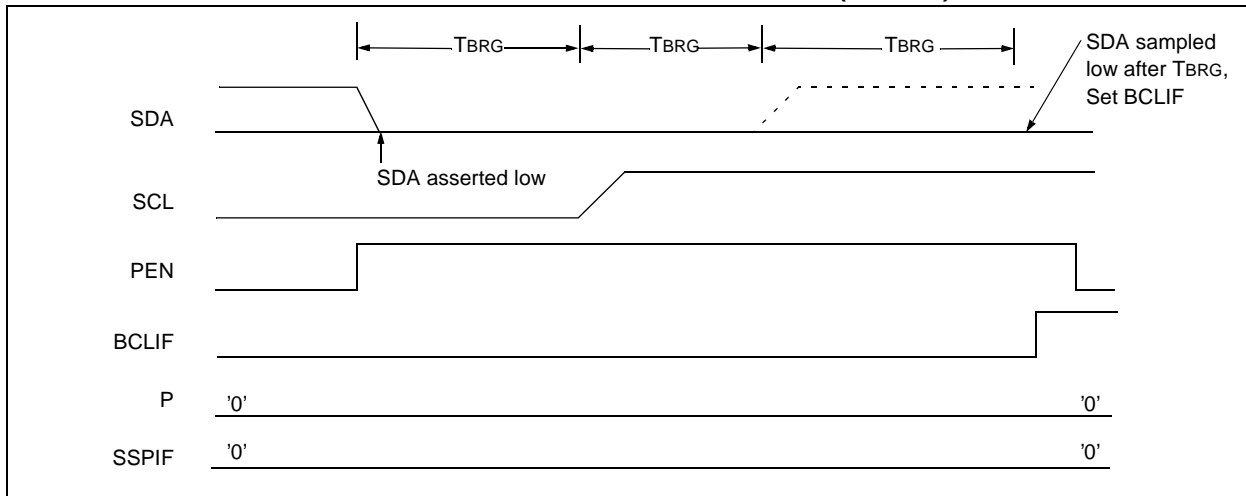 TBRG TBRG TBRG
SDA sampled
low after TBRG,
Set BCLIF
SDA
SDA asserted low
SCL
PEN
BCLIF
P '0' '0'
SSPIF '0' '0'